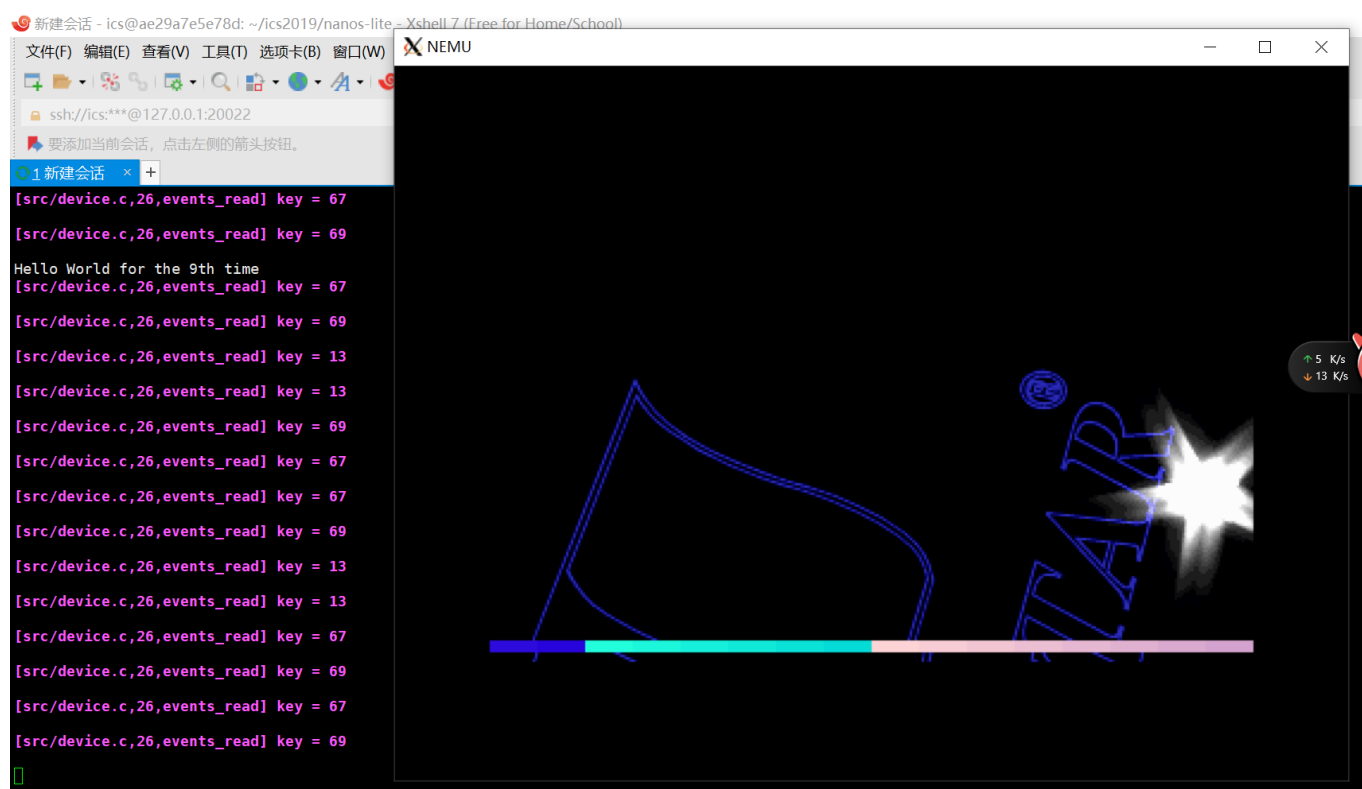 新建会话 - ics@ae29a7e5e78d: ~/ics2019/nanos-lite - Xshell 7 (Free for Home/School)
文件(F) 编辑(E) 查看(V) 工具(T) 选项卡(B) 窗口(W)
NEMU
ssh://ics:***@127.0.0.1:20022
要添加当前会话，点击左侧的箭头按钮。
1 新建会话 × +
[src/device.c,26,events_read] key = 67
[src/device.c,26,events_read] key = 69
Hello World for the 9th time
[src/device.c,26,events_read] key = 67
[src/device.c,26,events_read] key = 69
[src/device.c,26,events_read] key = 13
[src/device.c,26,events_read] key = 13
[src/device.c,26,events_read] key = 69
[src/device.c,26,events_read] key = 67
[src/device.c,26,events_read] key = 67
[src/device.c,26,events_read] key = 69
[src/device.c,26,events_read] key = 13
[src/device.c,26,events_read] key = 13
[src/device.c,26,events_read] key = 67
[src/device.c,26,events_read] key = 69
[src/device.c,26,events_read] key = 67
[src/device.c,26,events_read] key = 69
TAR®
↑ 5 K/s
↓ 13 K/s